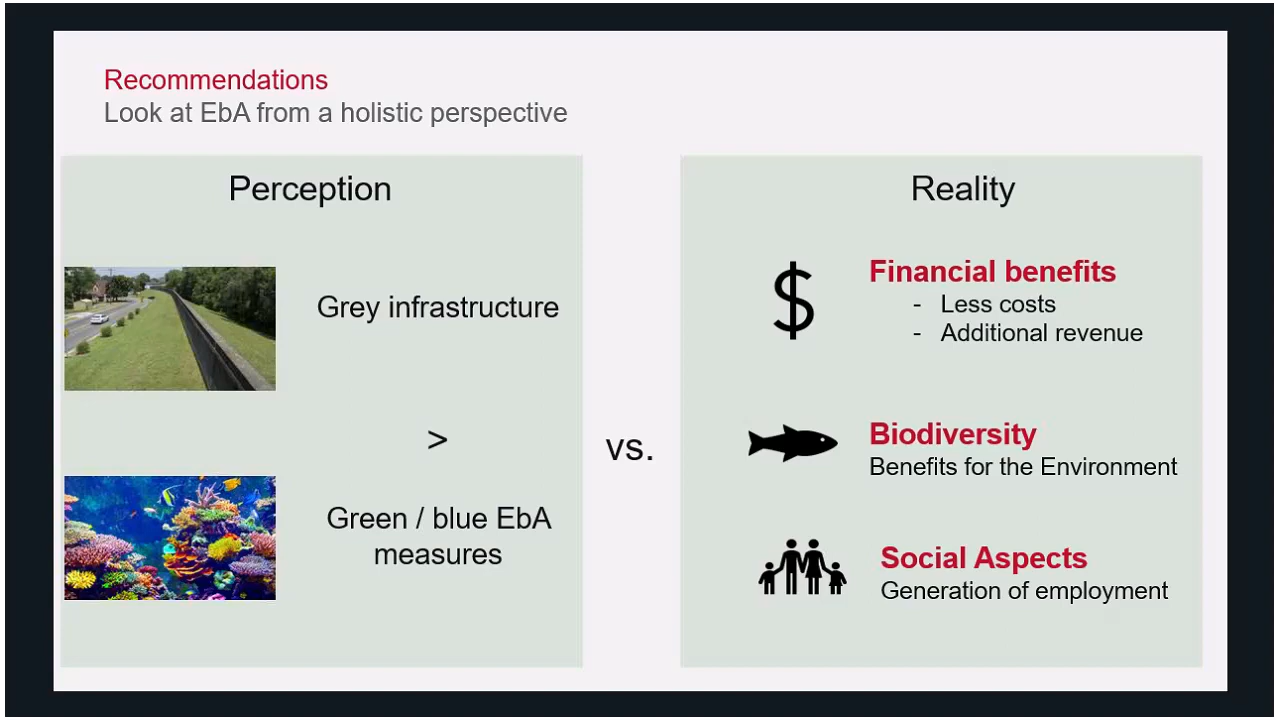 Recommendations
Look at EbA from a holistic perspective
Perception
Grey infrastructure
>
Green / blue EbA
measures
vs.
Reality
$
Financial benefits
- Less costs
- Additional revenue
Biodiversity
Benefits for the Environment
Social Aspects
Generation of employment